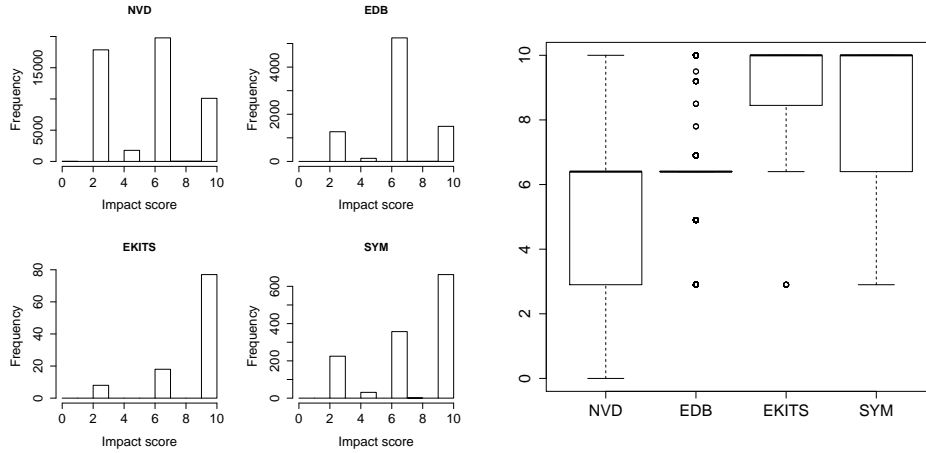 NVD
Frequency
0 5000 15000
0 2 4 6 8 10
Impact score
EDB
Frequency
0 2000 4000
0 2 4 6 8 10
Impact score
EKITS
Frequency
0 20 40 60 80
0 2 4 6 8 10
Impact score
SYM
Frequency
0 200 400 600
0 2 4 6 8 10
Impact score
0 2 4 6 8 10
NVD EDB EKITS SYM